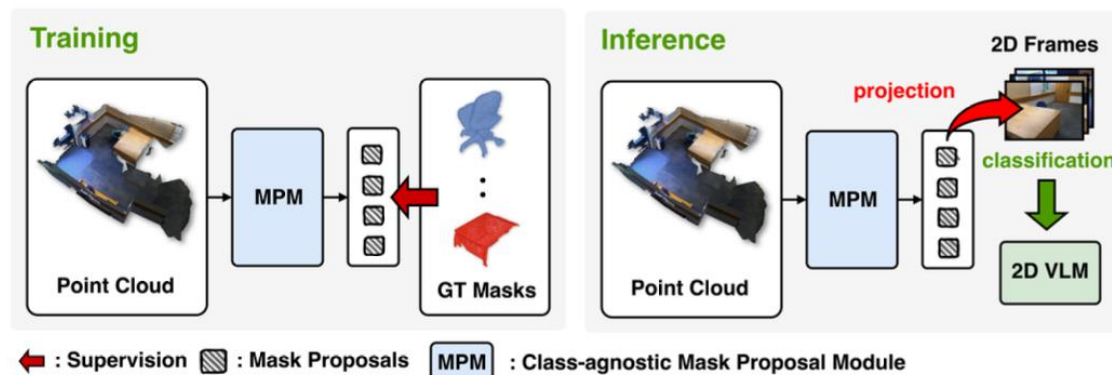 Training
Point Cloud
MPM
GT Masks
Inference
Point Cloud
MPM
projection
2D Frames
classification
2D VLM
: Supervision
: Mask Proposals
MPM : Class-agnostic Mask Proposal Module